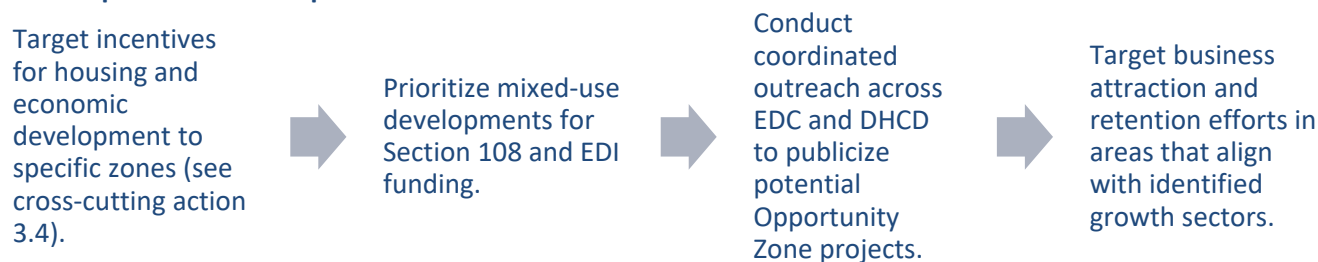 Target incentives
for housing and
economic
development to
specific zones (see
cross-cutting action
3.4).
Prioritize mixed-use
developments for
Section 108 and EDI
funding.
Conduct
coordinated
outreach across
EDC and DHCD
to publicize
potential
Opportunity
Zone projects.
Target business
attraction and
retention efforts in
areas that align
with identified
growth sectors.